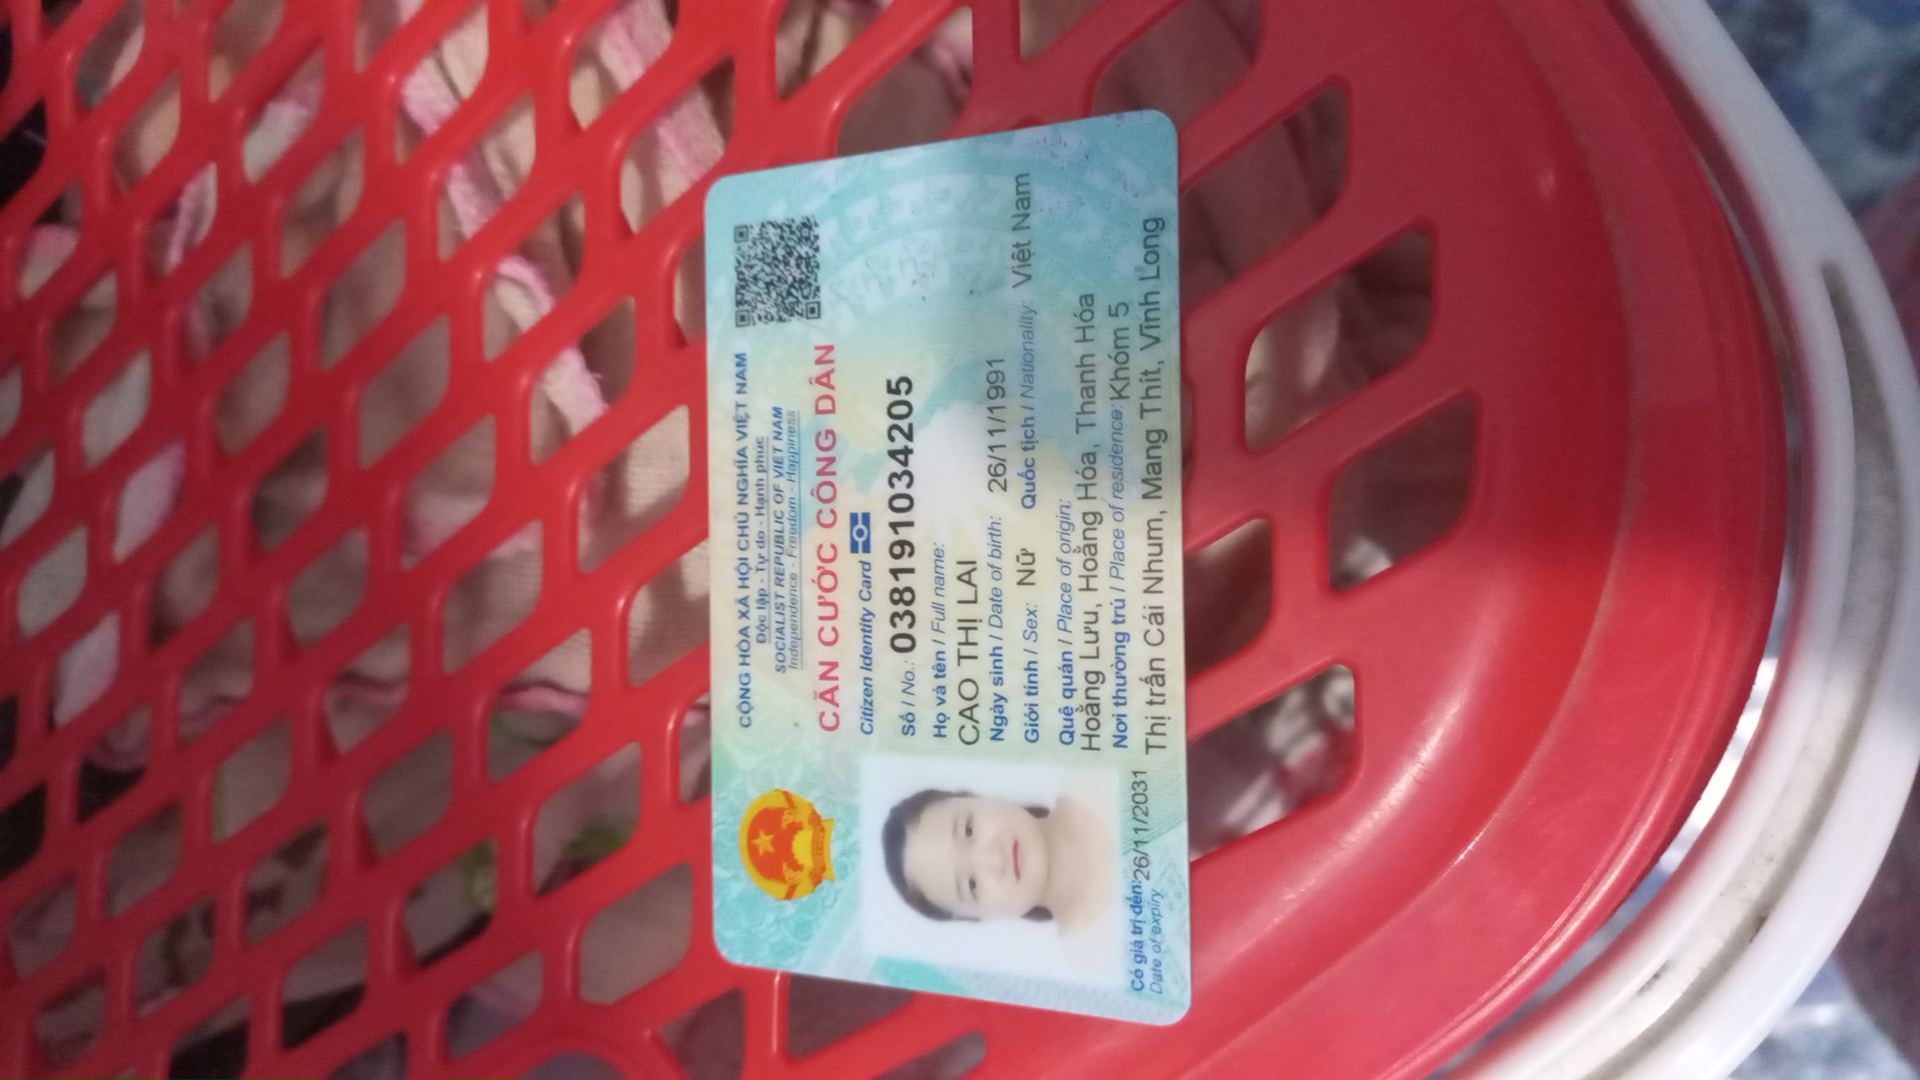 CỘNG HÒA XÃ HỘI CHỦ NGHĨA VIỆT NAM
Độc lập - Tự do - Hạnh phúc
SOCIALIST REPUBLIC OF VIET NAM
Independence - Freedom - Happiness
CĂN CƯỚC CÔNG DÂN
Citizen Identity Card
Số / No.: 038191034205
Họ và tên / Full name:
CAO THỊ LAI
Ngày sinh / Date of birth: 26/11/1991
Giới tính / Sex: Nữ Quốc tịch / Nationality: Việt Nam
Quê quán / Place of origin:
Hoằng Lưu, Hoằng Hóa, Thanh Hóa
Nơi thường trú / Place of residence: Khóm 5
Thị trấn Cái Nhum, Mang Thít, Vĩnh Long
Có giá trị đến: 26/11/2031
Date of expiry